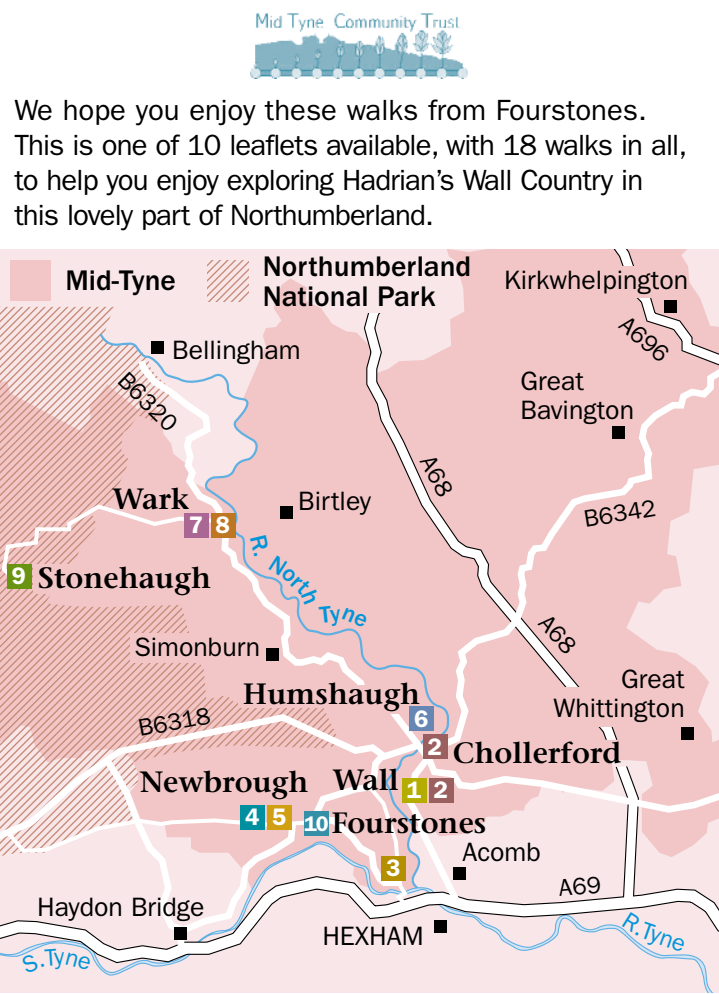 Mid Tyne Community Trust
We hope you enjoy these walks from Fourstones.
This is one of 10 leaflets available, with 18 walks in all,
to help you enjoy exploring Hadrian's Wall Country in
this lovely part of Northumberland.
Mid-Tyne
Northumberland
National Park
Kirkwhelpington
A696
Bellingham
B6320
Great
Bavington
A68
Wark
7 8
Birtley
B6342
R. North Tyne
9 Stonehaugh
A68
Simonburn
Humshaugh
6
Great
Whittington
B6318
2 Chollerford
Newbrough
Wall
1 2
4 5
10 Fourstones
3
Acomb
A69
Haydon Bridge
HEXHAM
R.Tyne
S.Tyne